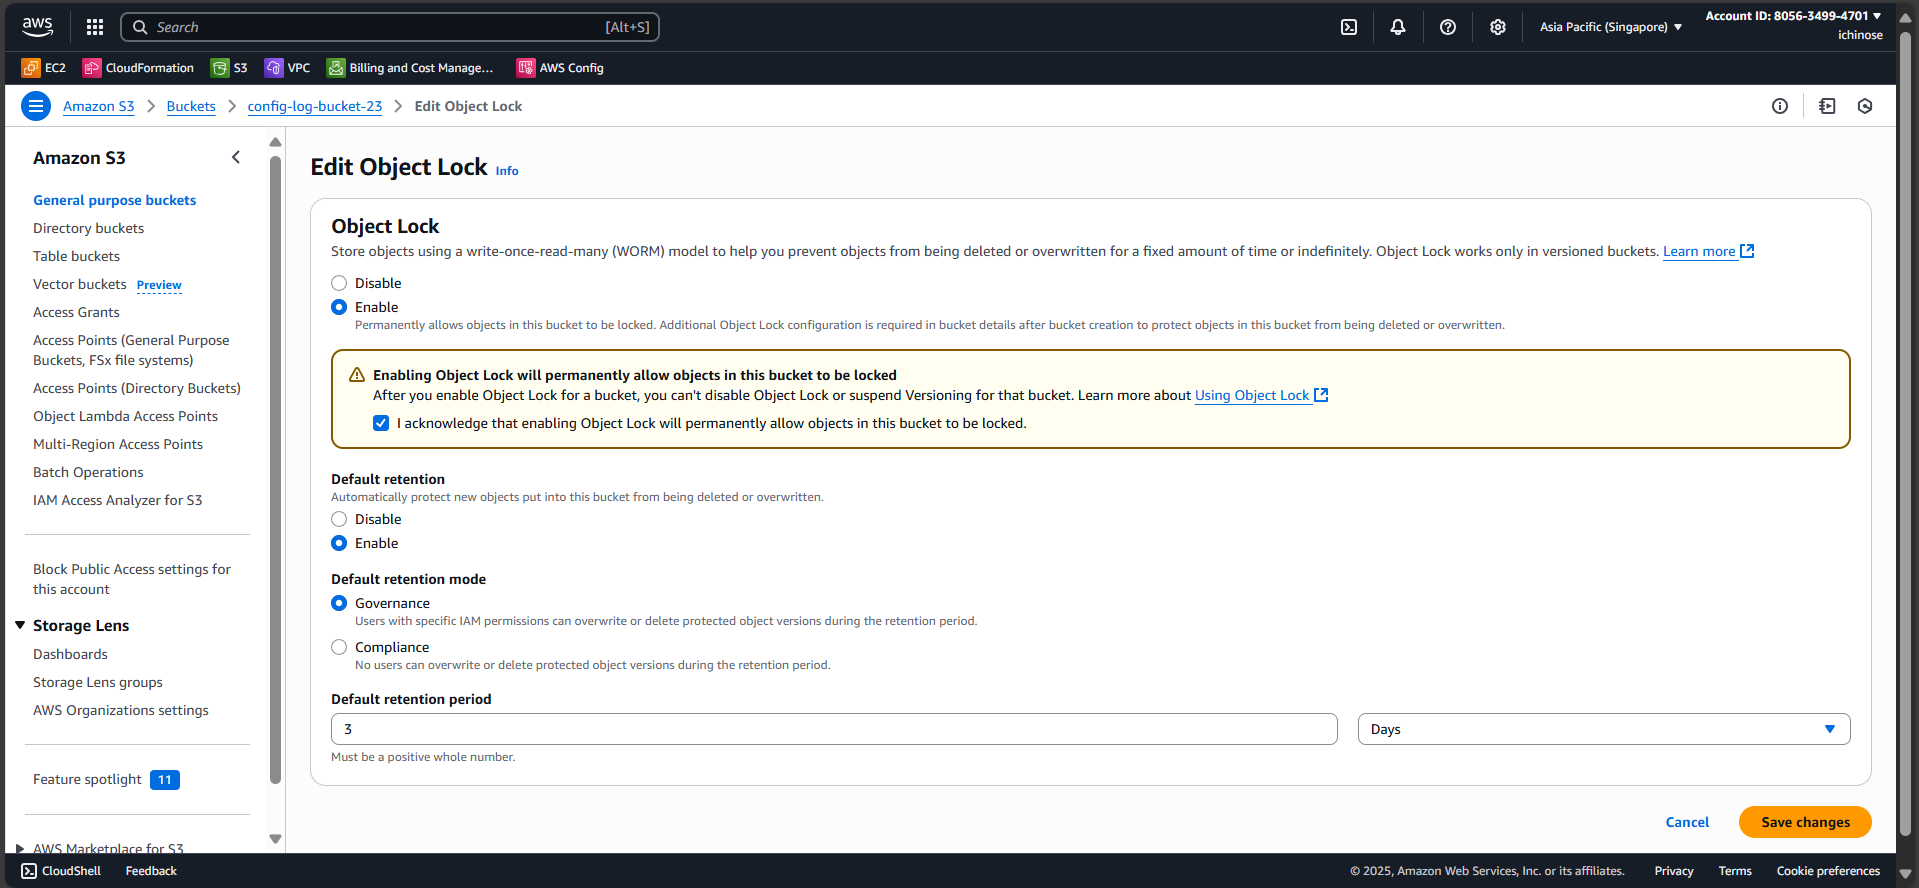 aws
Search [Alt+S]
Asia Pacific (Singapore)
Account ID: 8056-3499-4701
ichinose
EC2 CloudFormation S3 VPC Billing and Cost Manage... AWS Config
Amazon S3 > Buckets > config-log-bucket-23 > Edit Object Lock
Amazon S3
General purpose buckets
Directory buckets
Table buckets
Vector buckets Preview
Access Grants
Access Points (General Purpose
Buckets, FSx file systems)
Access Points (Directory Buckets)
Object Lambda Access Points
Multi-Region Access Points
Batch Operations
IAM Access Analyzer for S3
Block Public Access settings for
this account
Storage Lens
Dashboards
Storage Lens groups
AWS Organizations settings
Feature spotlight 11
AWS Marketplace for S3
Edit Object Lock Info
Object Lock
Store objects using a write-once-read-many (WORM) model to help you prevent objects from being deleted or overwritten for a fixed amount of time or indefinitely. Object Lock works only in versioned buckets. Learn more
Disable
Enable
Permanently allows objects in this bucket to be locked. Additional Object Lock configuration is required in bucket details after bucket creation to protect objects in this bucket from being deleted or overwritten.
Enabling Object Lock will permanently allow objects in this bucket to be locked
After you enable Object Lock for a bucket, you can't disable Object Lock or suspend Versioning for that bucket. Learn more about Using Object Lock
I acknowledge that enabling Object Lock will permanently allow objects in this bucket to be locked.
Default retention
Automatically protect new objects put into this bucket from being deleted or overwritten.
Disable
Enable
Default retention mode
Governance
Users with specific IAM permissions can overwrite or delete protected object versions during the retention period.
Compliance
No users can overwrite or delete protected object versions during the retention period.
Default retention period
3 Days
Must be a positive whole number.
Cancel Save changes
CloudShell Feedback
© 2025, Amazon Web Services, Inc. or its affiliates. Privacy Terms Cookie preferences